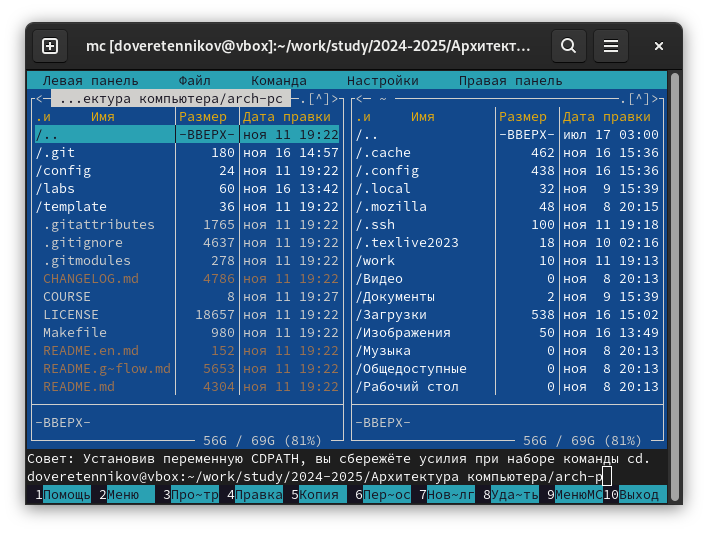 mc [doveretennikov@vbox]:~/work/study/2024-2025/Архитект...
Левая панель Файл Команда Настройки Правая панель
<— ...ектура компьютера/arch-pc —.[^]> <— ~ —.[^]>
.и Имя Размер Дата правки .и Имя Размер Дата правки
/.. -ВВЕРХ- ноя 11 19:22 /.. -ВВЕРХ- июл 17 03:00
/.git 180 ноя 16 14:57 /.cache 462 ноя 16 15:36
/config 24 ноя 11 19:22 /.config 438 ноя 16 15:36
/labs 60 ноя 16 13:42 /.local 32 ноя 9 15:39
/template 36 ноя 11 19:22 /.mozilla 48 ноя 8 20:15
.gitattributes 1765 ноя 11 19:22 /.ssh 100 ноя 11 19:18
.gitignore 4637 ноя 11 19:22 /.texlive2023 18 ноя 10 02:16
.gitmodules 278 ноя 11 19:22 /work 10 ноя 11 19:13
CHANGELOG.md 4786 ноя 11 19:22 /Видео 0 ноя 8 20:13
COURSE 8 ноя 11 19:27 /Документы 2 ноя 9 15:39
LICENSE 18657 ноя 11 19:22 /Загрузки 538 ноя 16 15:02
Makefile 980 ноя 11 19:22 /Изображения 50 ноя 16 13:49
README.en.md 152 ноя 11 19:22 /Музыка 0 ноя 8 20:13
README.g~flow.md 5653 ноя 11 19:22 /Общедоступные 0 ноя 8 20:13
README.md 4304 ноя 11 19:22 /Рабочий стол 0 ноя 8 20:13
-ВВЕРХ- -ВВЕРХ-
56G / 69G (81%) 56G / 69G (81%)
Совет: Установив переменную CDPATH, вы сбережёте усилия при наборе команды cd.
doveretennikov@vbox:~/work/study/2024-2025/Архитектура компьютера/arch-p
1Помощь 2Меню 3Про~тр 4Правка 5Копия 6Пер~ос 7Нов~лг 8Уда~ть 9МенюMC 10Выход